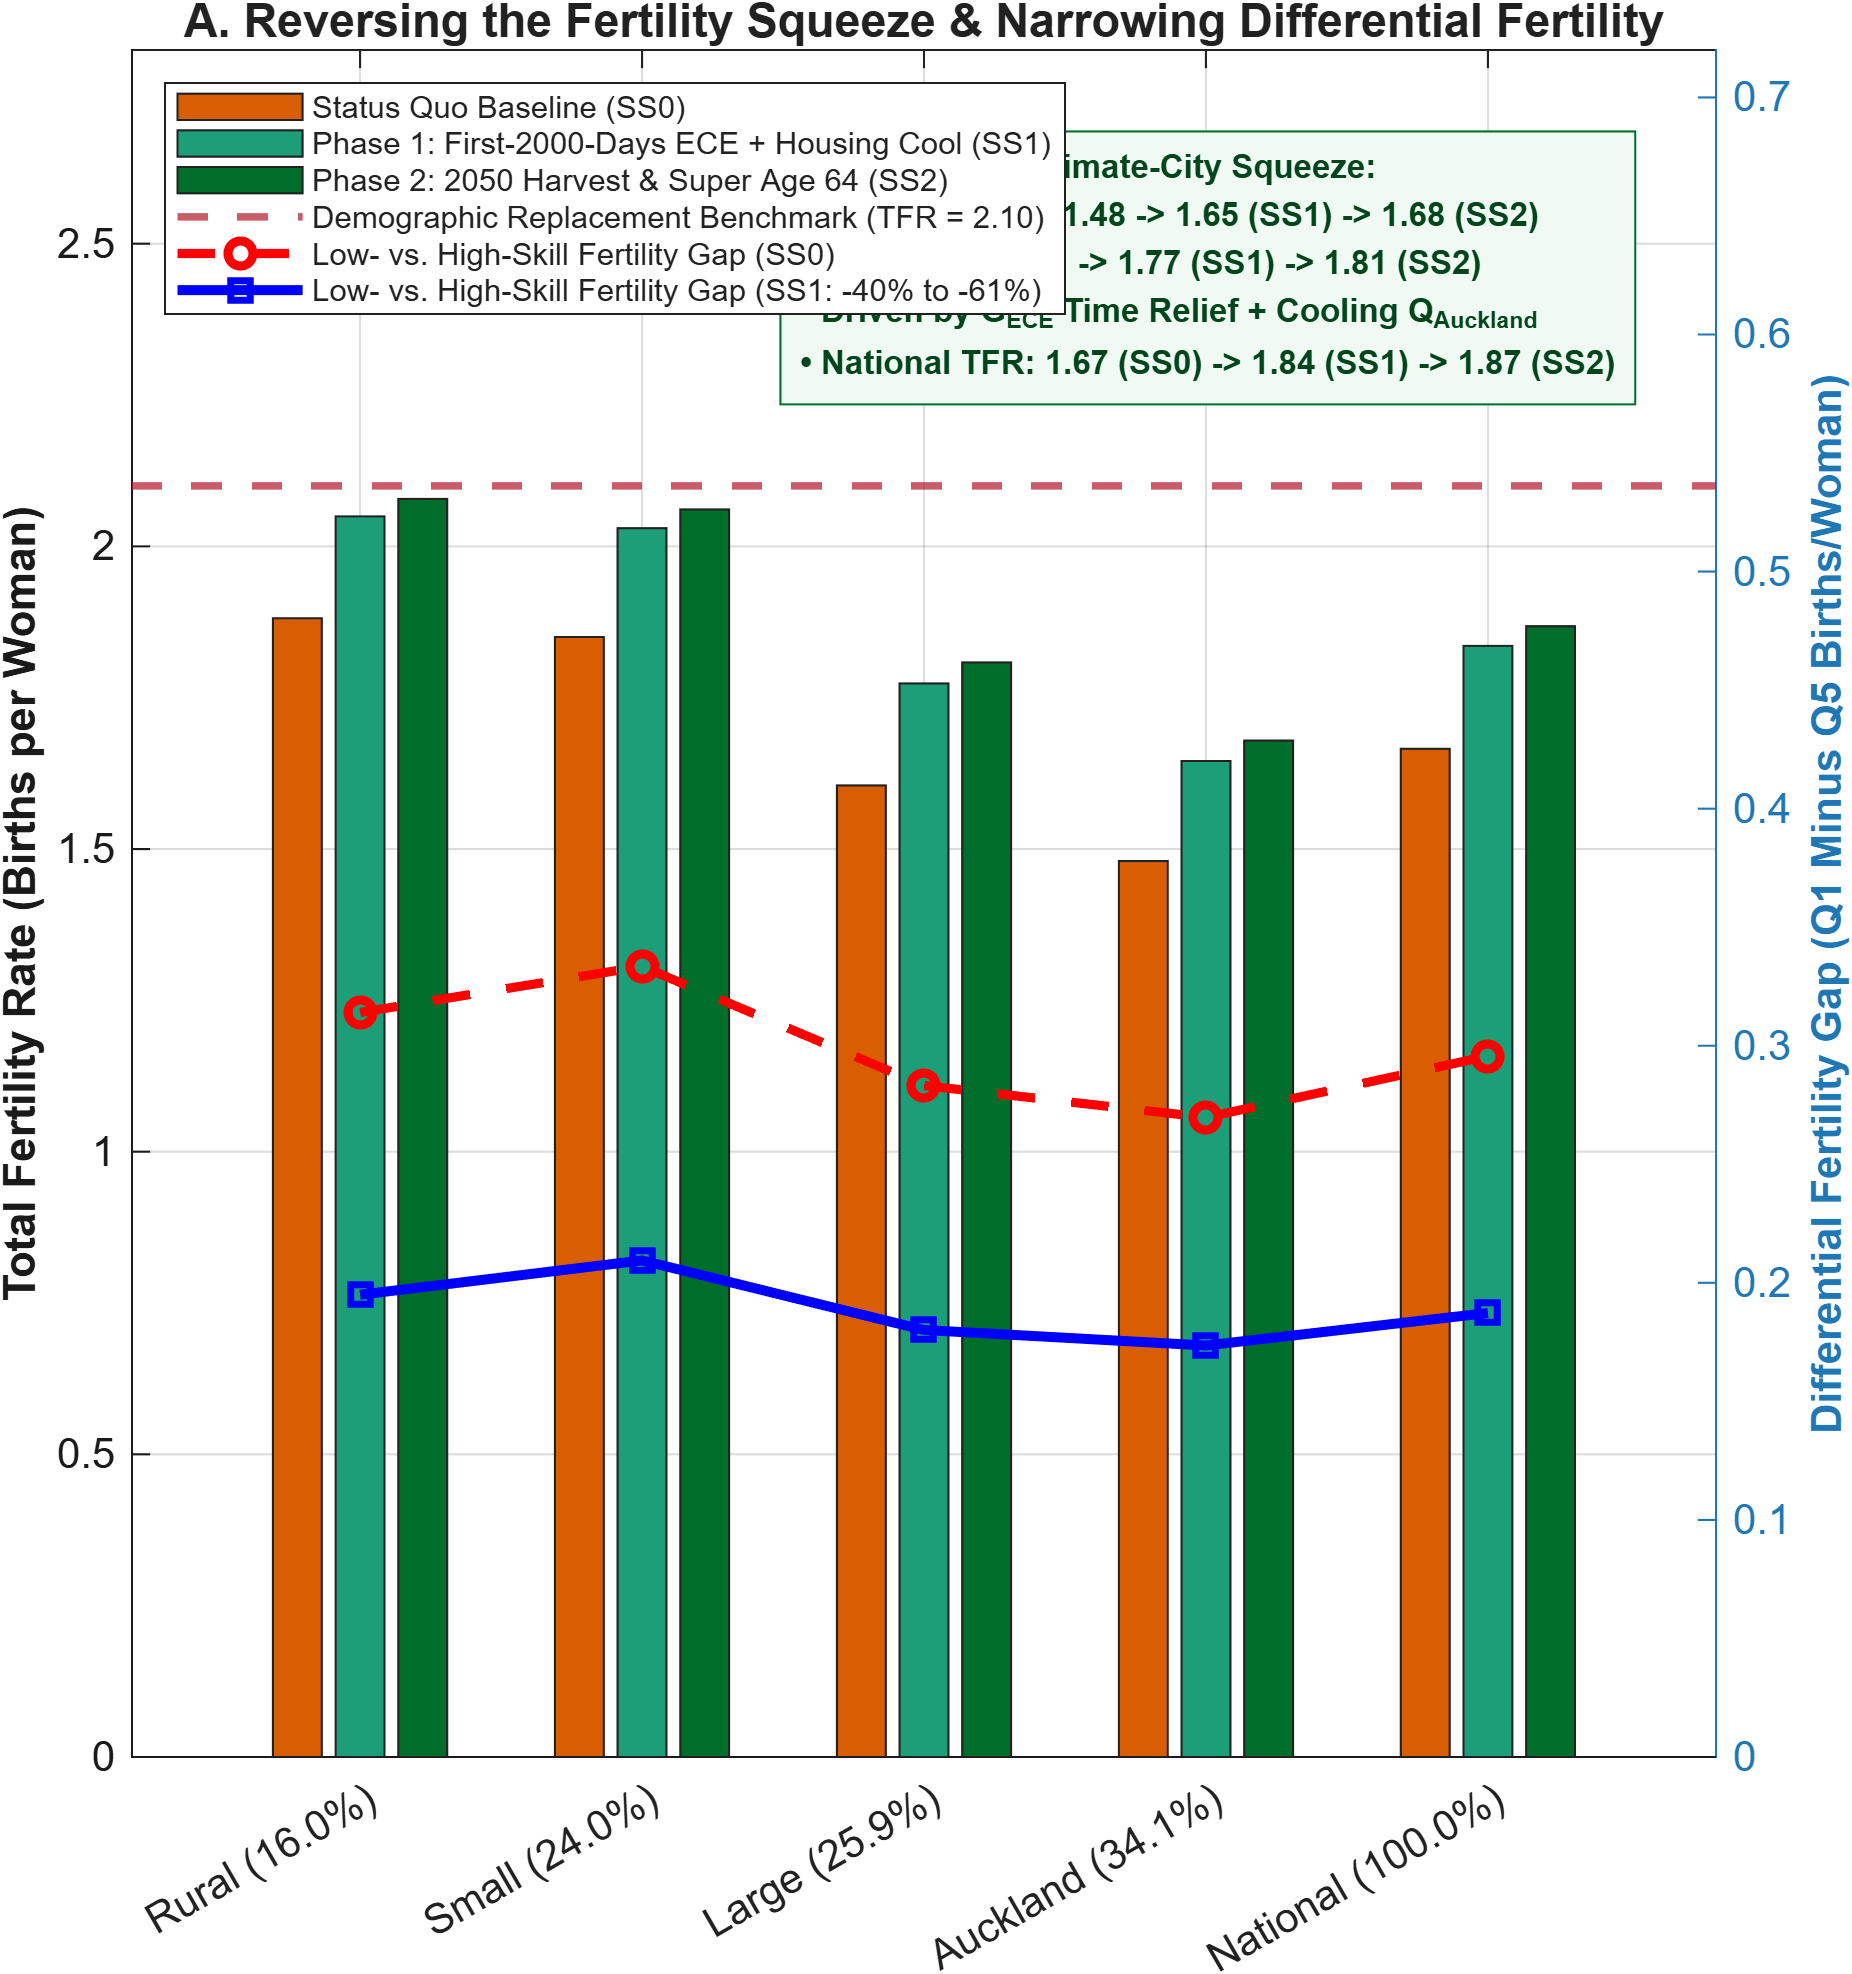 A. Reversing the Fertility Squeeze & Narrowing Differential Fertility
Status Quo Baseline (SS0)
Phase 1: First-2000-Days ECE + Housing Cool (SS1)
Phase 2: 2050 Harvest & Super Age 64 (SS2)
Demographic Replacement Benchmark (TFR = 2.10)
Low- vs. High-Skill Fertility Gap (SS0)
Low- vs. High-Skill Fertility Gap (SS1: -40% to -61%)
imate-City Squeeze:
1.48 -> 1.65 (SS1) -> 1.68 (SS2)
-> 1.77 (SS1) -> 1.81 (SS2)
Driven by G_ECE Time Relief + Cooling Q_Auckland
• National TFR: 1.67 (SS0) -> 1.84 (SS1) -> 1.87 (SS2)
Total Fertility Rate (Births per Woman)
2.5
2
1.5
1
0.5
0
Differential Fertility Gap (Q1 Minus Q5 Births/Woman)
0.7
0.6
0.5
0.4
0.3
0.2
0.1
0
Rural (16.0%)
Small (24.0%)
Large (25.9%)
Auckland (34.1%)
National (100.0%)